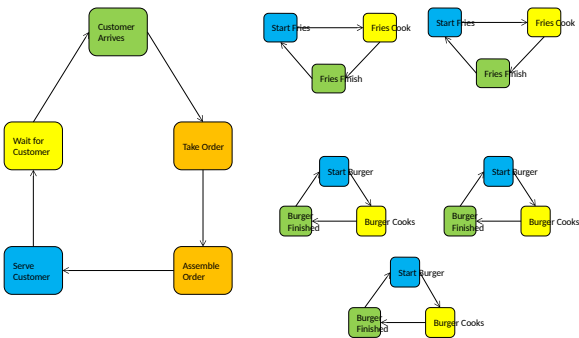 Customer
Arrives
Take Order
Assemble
Order
Serve
Customer
Wait for
Customer
Start Fries
Fries Cook
Fries Finish
Start Fries
Fries Cook
Fries Finish
Start Burger
Burger Cooks
Burger
Finished
Start Burger
Burger Cooks
Burger
Finished
Start Burger
Burger Cooks
Burger
Finished